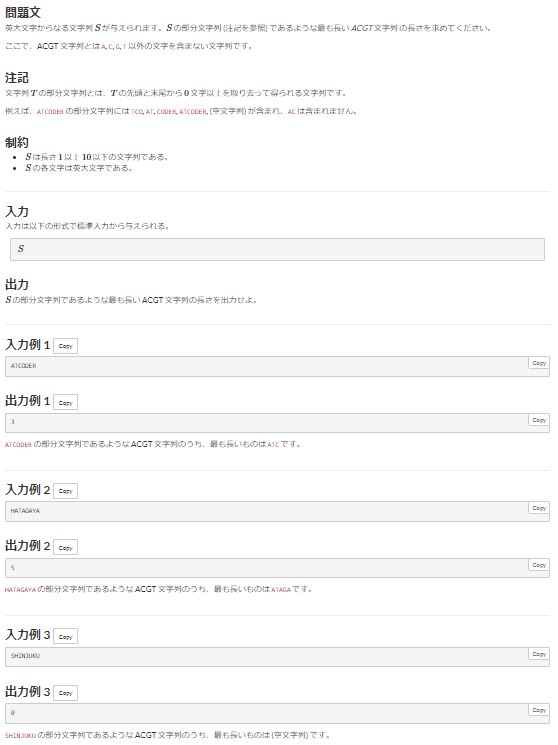 問題文
英大文字からなる文字列 S が与えられます。S の部分文字列 (注記を参照) であるような最も長い ACGT 文字列 の長さを求めてください。
ここで、ACGT 文字列とは A, C, G, T 以外の文字を含まない文字列です。
注記
文字列 T の部分文字列とは、T の先頭と末尾から 0 文字以上を取り去って得られる文字列です。
例えば、ATCODER の部分文字列には TCO, AT, CODER, ATCODER, (空文字列) が含まれ、AC は含まれません。
制約
• S は長さ 1 以上 10 以下の文字列である。
• S の各文字は英大文字である。
入力
入力は以下の形式で標準入力から与えられる。
S
出力
S の部分文字列であるような最も長い ACGT 文字列の長さを出力せよ。
入力例 1 Copy
ATCODER Copy
出力例 1 Copy
3 Copy
ATCODER の部分文字列であるような ACGT 文字列のうち、最も長いものは ATC です。
入力例 2 Copy
HATAGAYA Copy
出力例 2 Copy
5 Copy
HATAGAYA の部分文字列であるような ACGT 文字列のうち、最も長いものは ATAGA です。
入力例 3 Copy
SHINJUKU Copy
出力例 3 Copy
0 Copy
SHINJUKU の部分文字列であるような ACGT 文字列のうち、最も長いものは (空文字列) です。